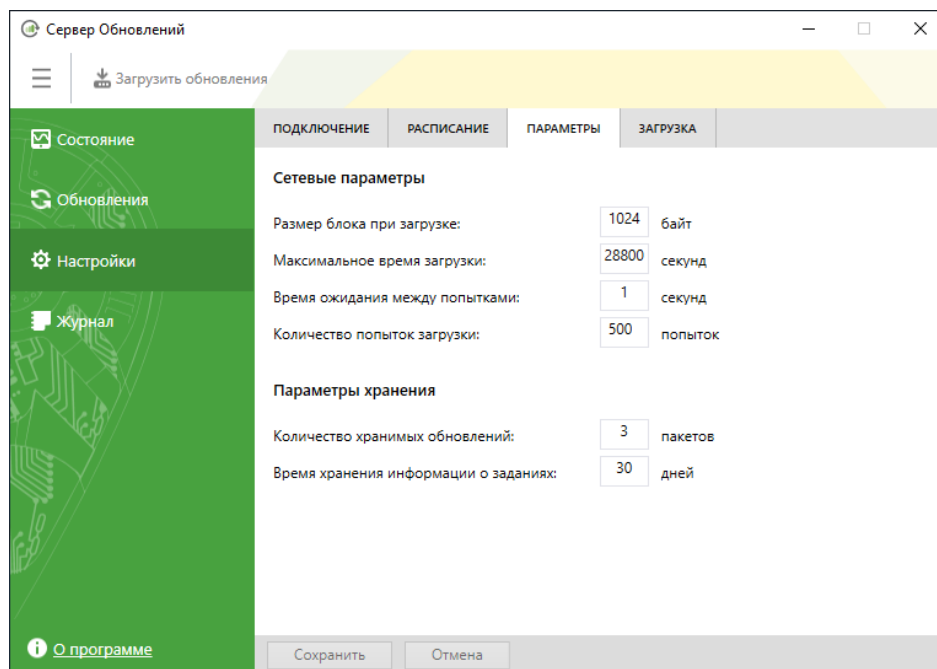 Сервер Обновлений
Загрузить обновления
Состояние
Обновления
Настройки
Журнал
О программе
ПОДКЛЮЧЕНИЕ РАСПИСАНИЕ ПАРАМЕТРЫ ЗАГРУЗКА
Сетевые параметры
Размер блока при загрузке: 1024 байт
Максимальное время загрузки: 28800 секунд
Время ожидания между попытками: 1 секунд
Количество попыток загрузки: 500 попыток
Параметры хранения
Количество хранимых обновлений: 3 пакетов
Время хранения информации о заданиях: 30 дней
Сохранить Отмена